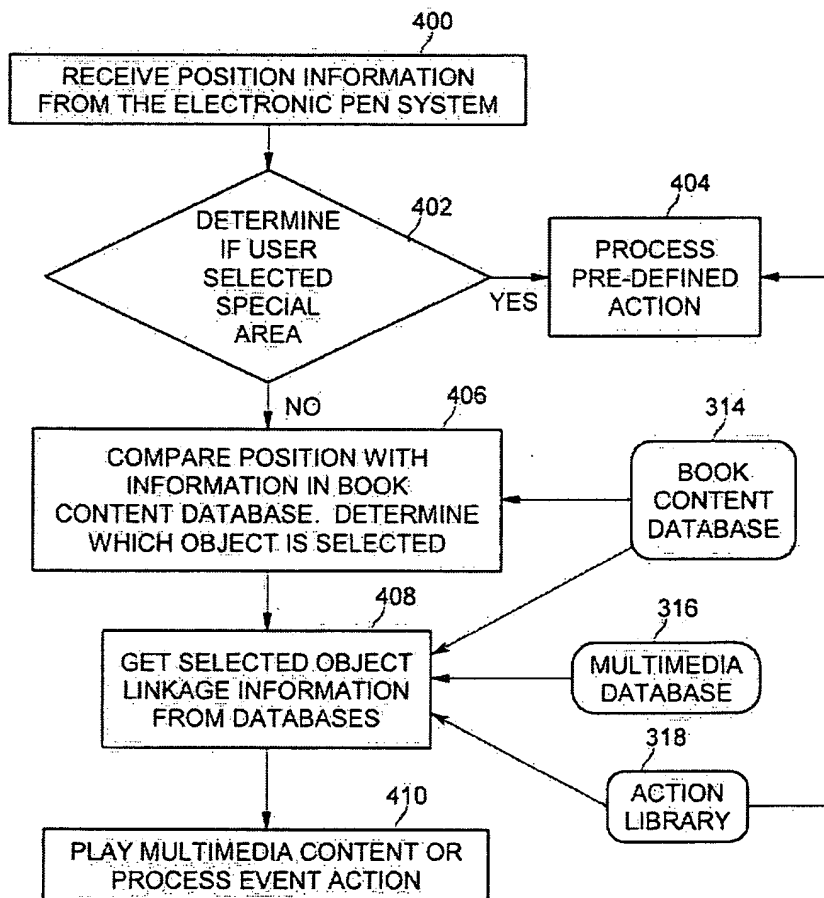 400
RECEIVE POSITION INFORMATION
FROM THE ELECTRONIC PEN SYSTEM
402
DETERMINE
IF USER
SELECTED
SPECIAL
AREA
YES
404
PROCESS
PRE-DEFINED
ACTION
NO
406
COMPARE POSITION WITH
INFORMATION IN BOOK
CONTENT DATABASE. DETERMINE
WHICH OBJECT IS SELECTED
314
BOOK
CONTENT
DATABASE
408
GET SELECTED OBJECT
LINKAGE INFORMATION
FROM DATABASES
316
MULTIMEDIA
DATABASE
318
ACTION
LIBRARY
410
PLAY MULTIMEDIA CONTENT OR
PROCESS EVENT ACTION